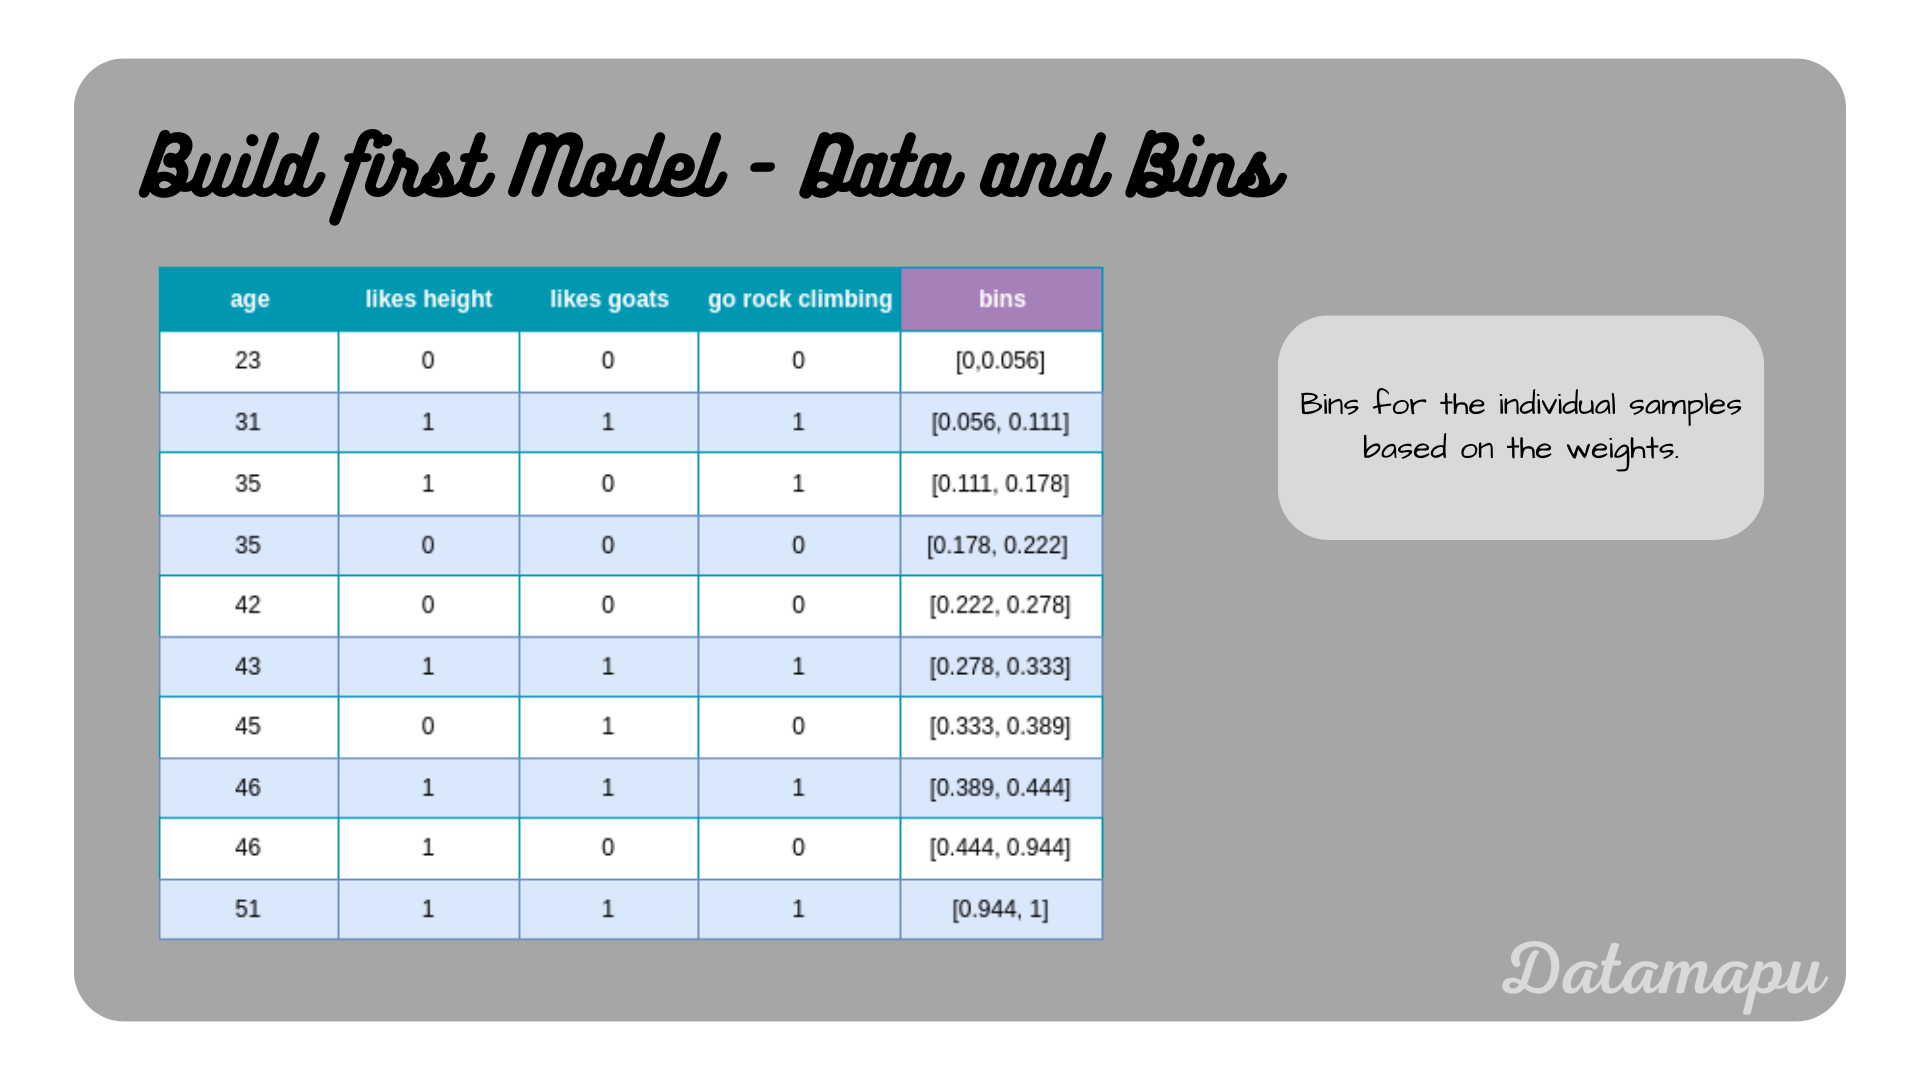 Build first Model - Data and Bins
age likes height likes goats go rock climbing bins
23 0 0 0 [0,0.056]
31 1 1 1 [0.056, 0.111]
35 1 0 1 [0.111, 0.178]
35 0 0 0 [0.178, 0.222]
42 0 0 0 [0.222, 0.278]
43 1 1 1 [0.278, 0.333]
45 0 1 0 [0.333, 0.389]
46 1 1 1 [0.389, 0.444]
46 1 0 0 [0.444, 0.944]
51 1 1 1 [0.944, 1]
Bins for the individual samples
based on the weights.
Datamapu